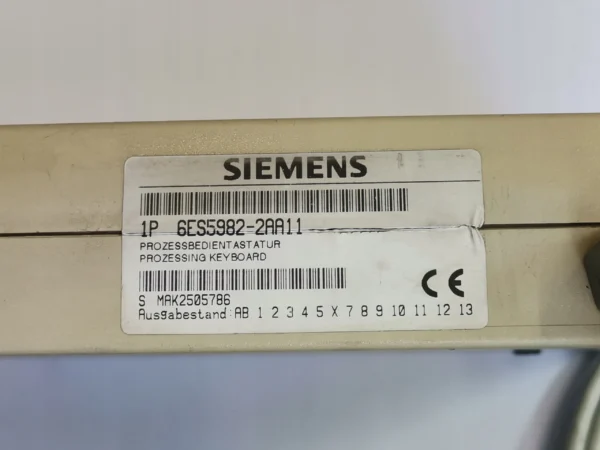 SIEMENS
1P 6ES5982-2AA11
PROZESSBEDIENTASTATUR
PROZESSING KEYBOARD
CE
S MAK2505786
Ausgabestand:AB 1 2 3 4 5 X 7 8 9 10 11 12 13